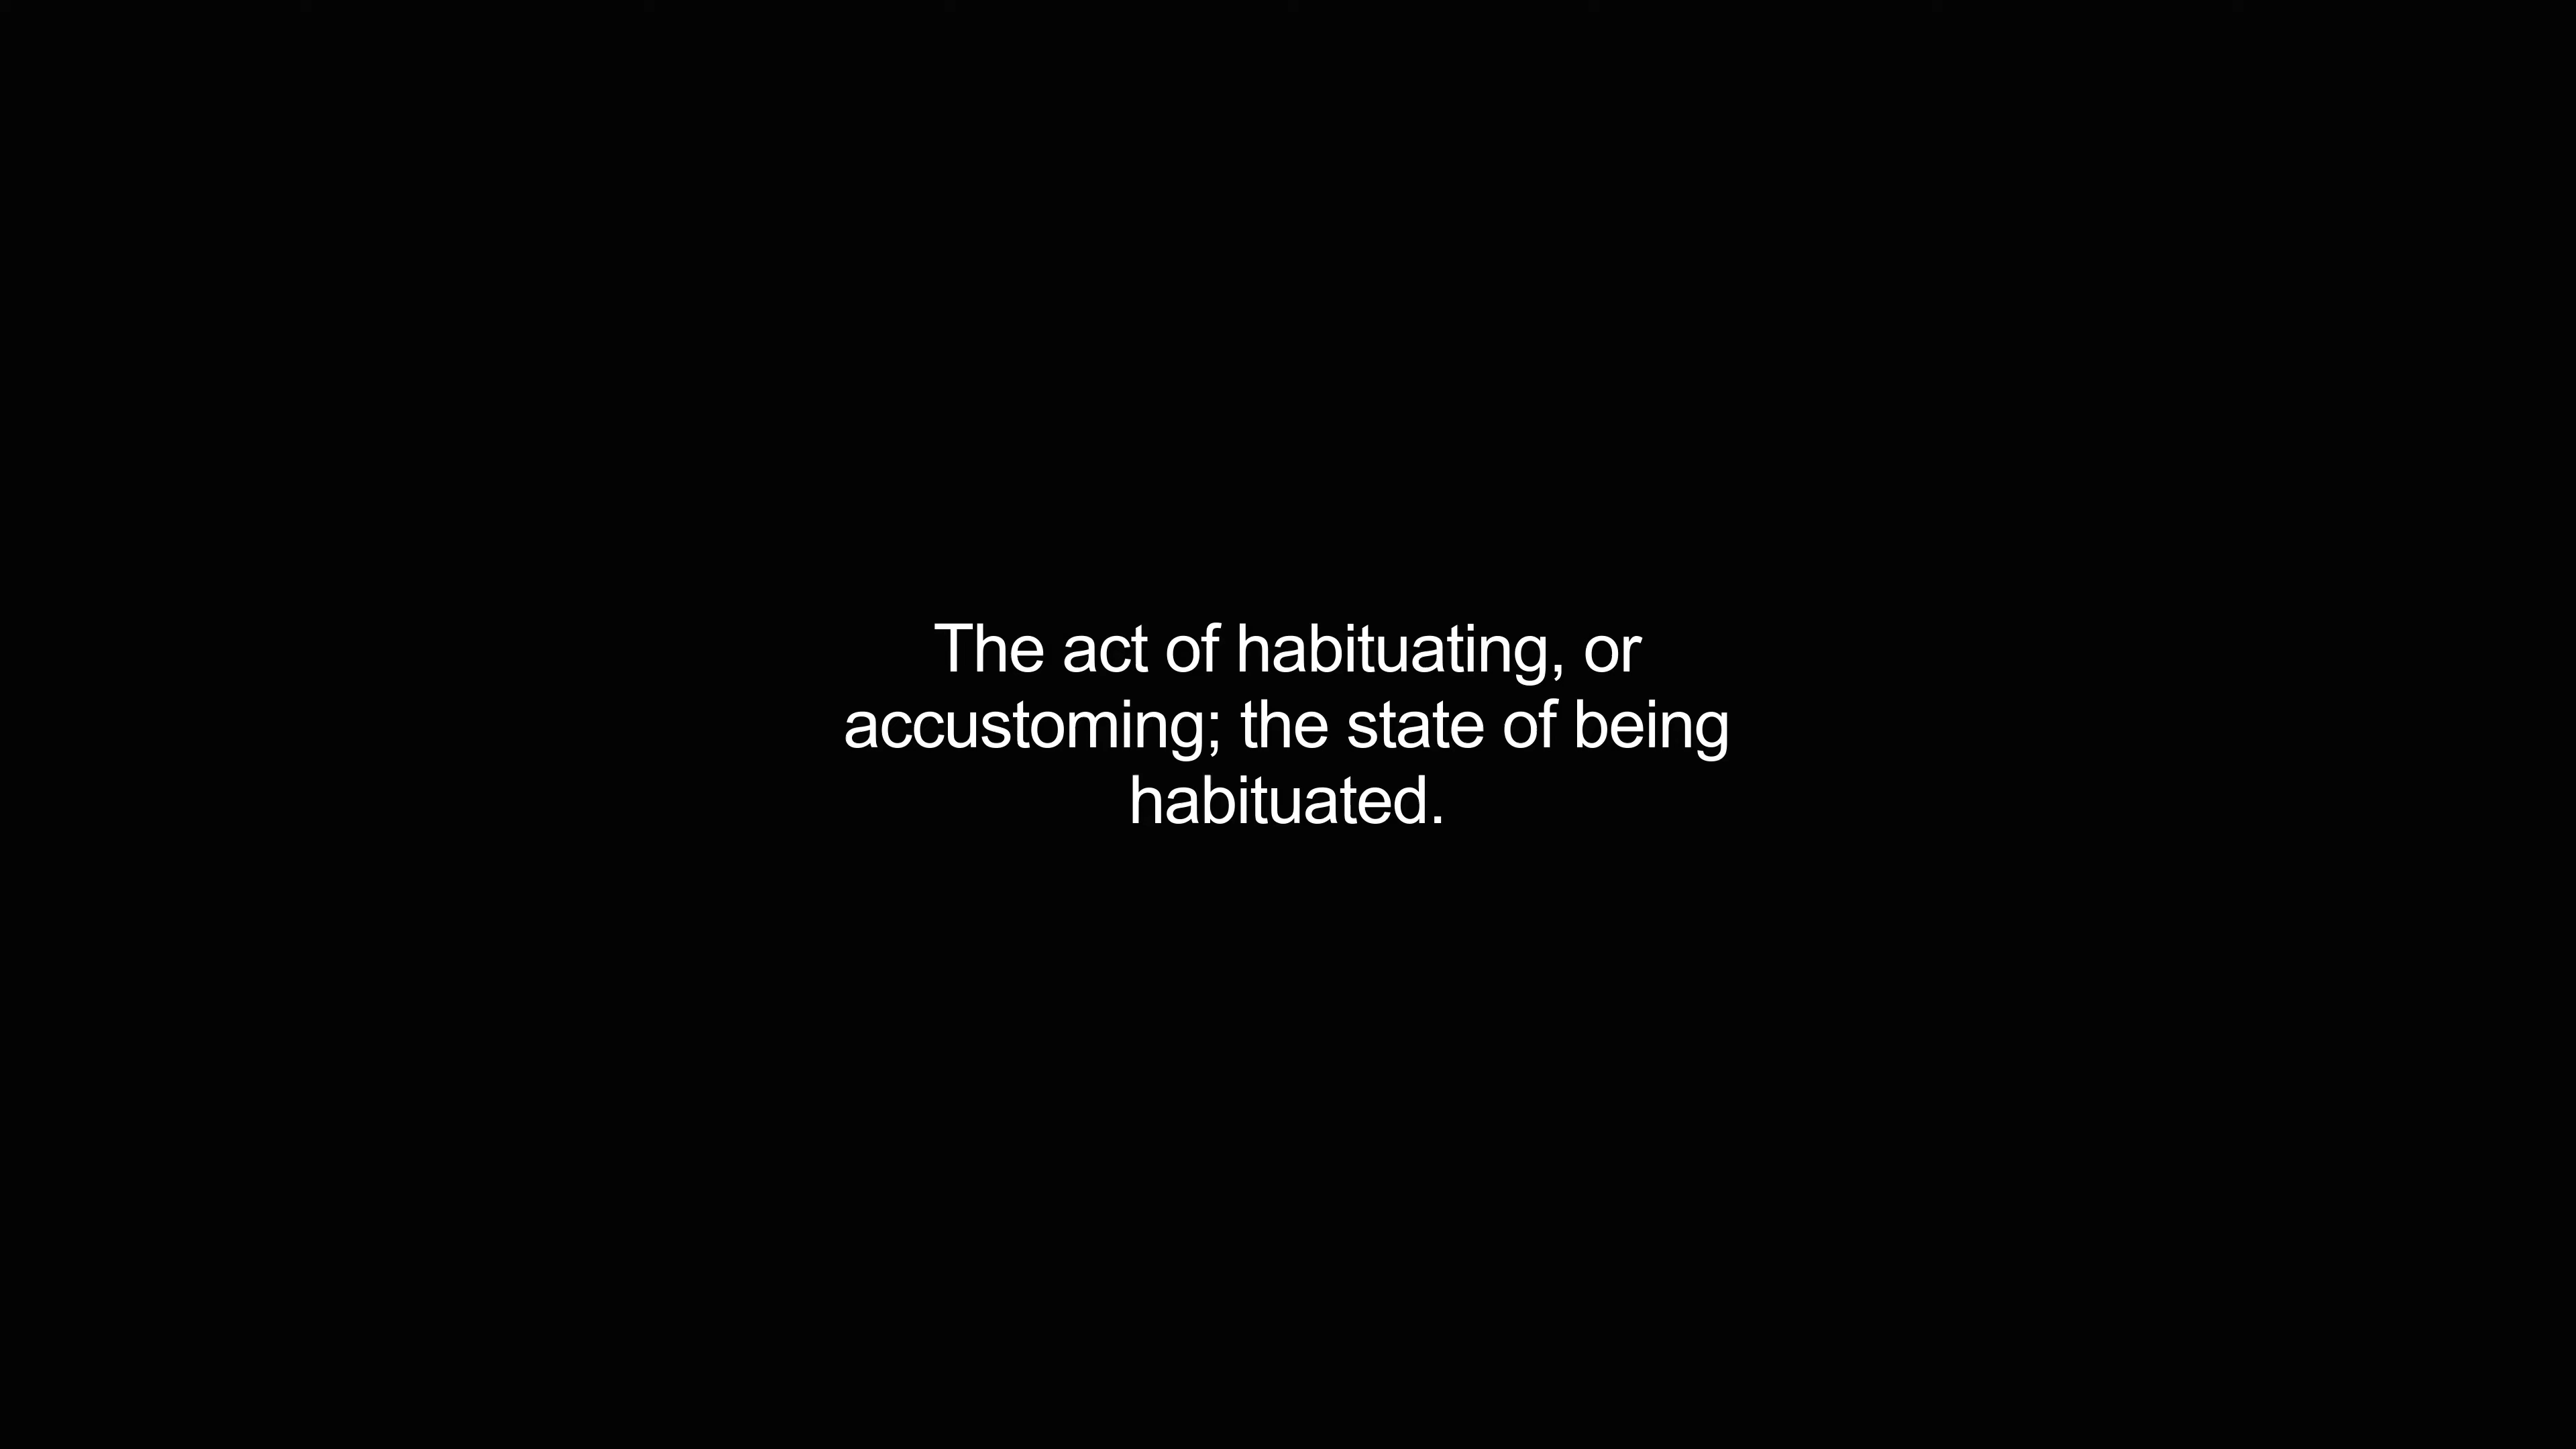 The act of habituating, or
accustoming; the state of being
habituated.